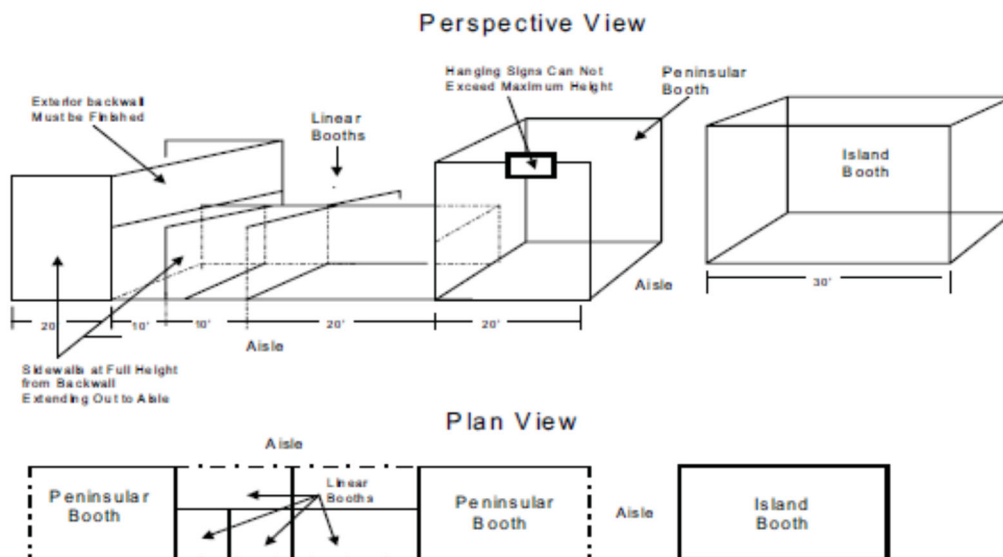 Perspective View
Hanging Signs Can Not
Exceed Maximum Height
Peninsular
Booth
Exterior backwall
Must be Finished
Linear
Booths
Island
Booth
Aisle
30'
20'
10'
10'
20'
20'
Aisle
Sidewalls at Full Height
from Backwall
Extending Out to Aisle
Plan View
Aisle
Peninsular
Booth
Linear
Booths
Peninsular
Booth
Aisle
Island
Booth